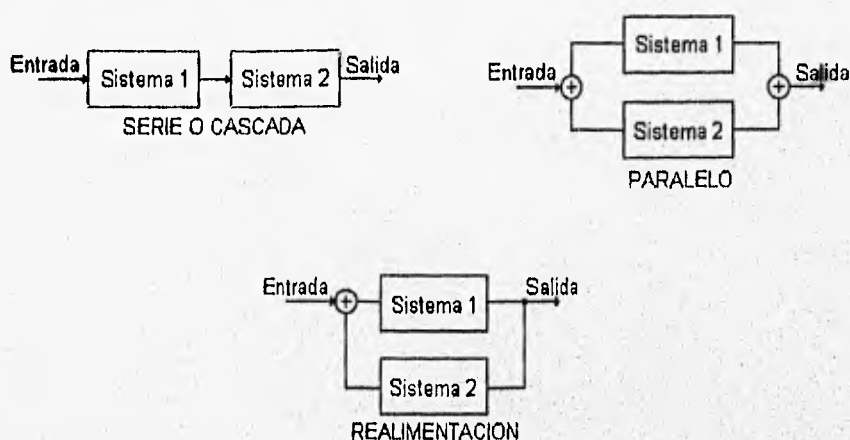 Entrada Sistema 1 Sistema 2 Salida
SERIE O CASCADA
Sistema 1
Entrada + + Salida
Sistema 2
PARALELO
Entrada + Sistema 1 Salida
Sistema 2
REALIMENTACION